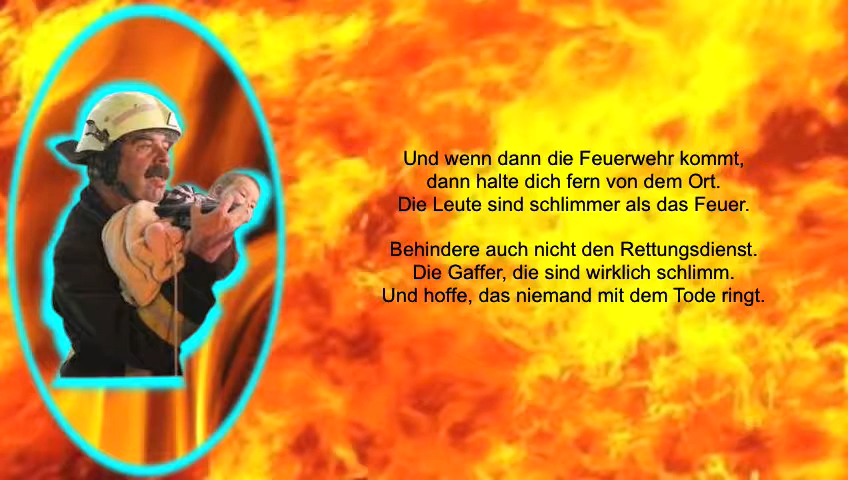 Und wenn dann die Feuerwehr kommt,
dann halte dich fern von dem Ort.
Die Leute sind schlimmer als das Feuer.
Behindere auch nicht den Rettungsdienst.
Die Gaffer, die sind wirklich schlimm.
Und hoffe, das niemand mit dem Tode ringt.